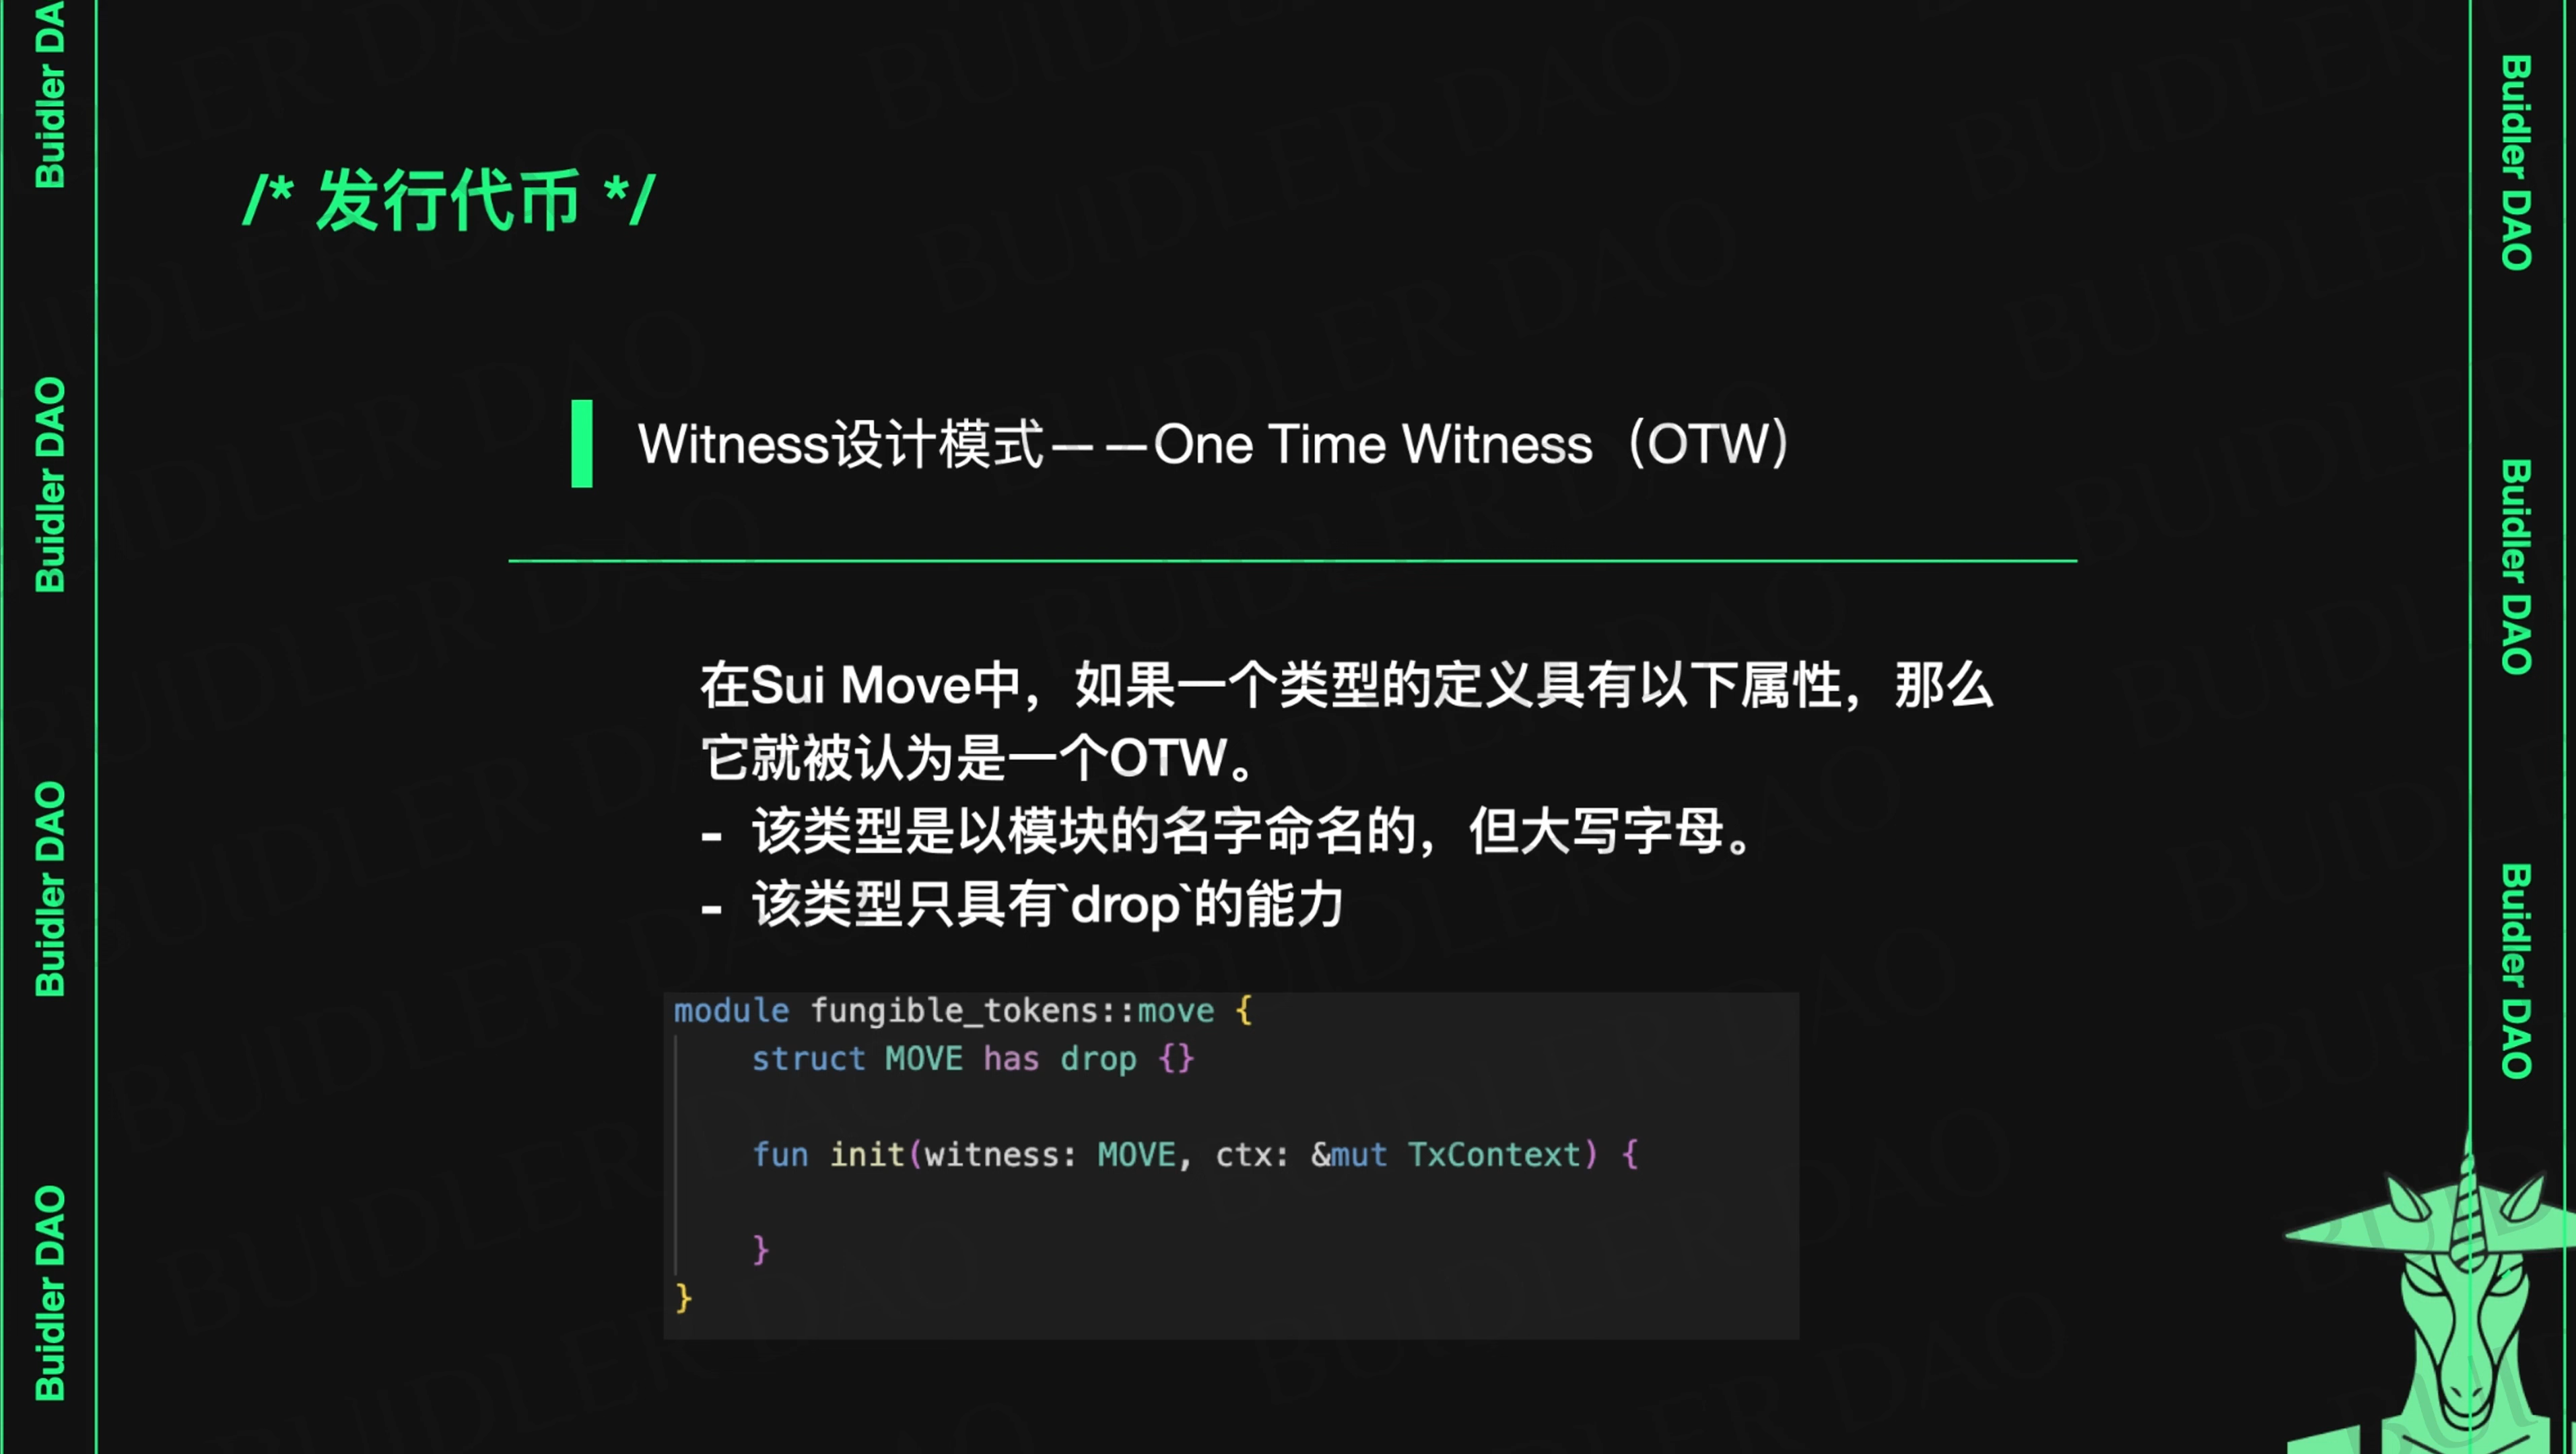 /* 发行代币 */
Witness设计模式——One Time Witness（OTW）
在Sui Move中，如果一个类型的定义具有以下属性，那么
它就被认为是一个OTW。
- 该类型是以模块的名字命名的，但大写字母。
- 该类型只具有`drop`的能力
module fungible_tokens::move {
struct MOVE has drop {}
fun init(witness: MOVE, ctx: &mut TxContext) {
}
}
Buidler DA
Buidler DAO
Buidler DAO
Buidler DAO
Buidler DAO
Buidler DAO
Buidler DAO